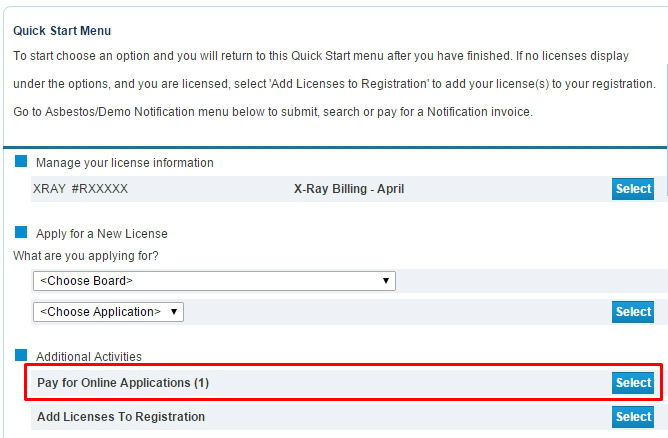 Quick Start Menu
To start choose an option and you will return to this Quick Start menu after you have finished. If no licenses display
under the options, and you are licensed, select 'Add Licenses to Registration' to add your license(s) to your registration.
Go to Asbestos/Demo Notification menu below to submit, search or pay for a Notification invoice.
Manage your license information
XRAY #RXXXXX X-Ray Billing - April Select
Apply for a New License
What are you applying for?
<Choose Board>
<Choose Application> Select
Additional Activities
Pay for Online Applications (1) Select
Add Licenses To Registration Select